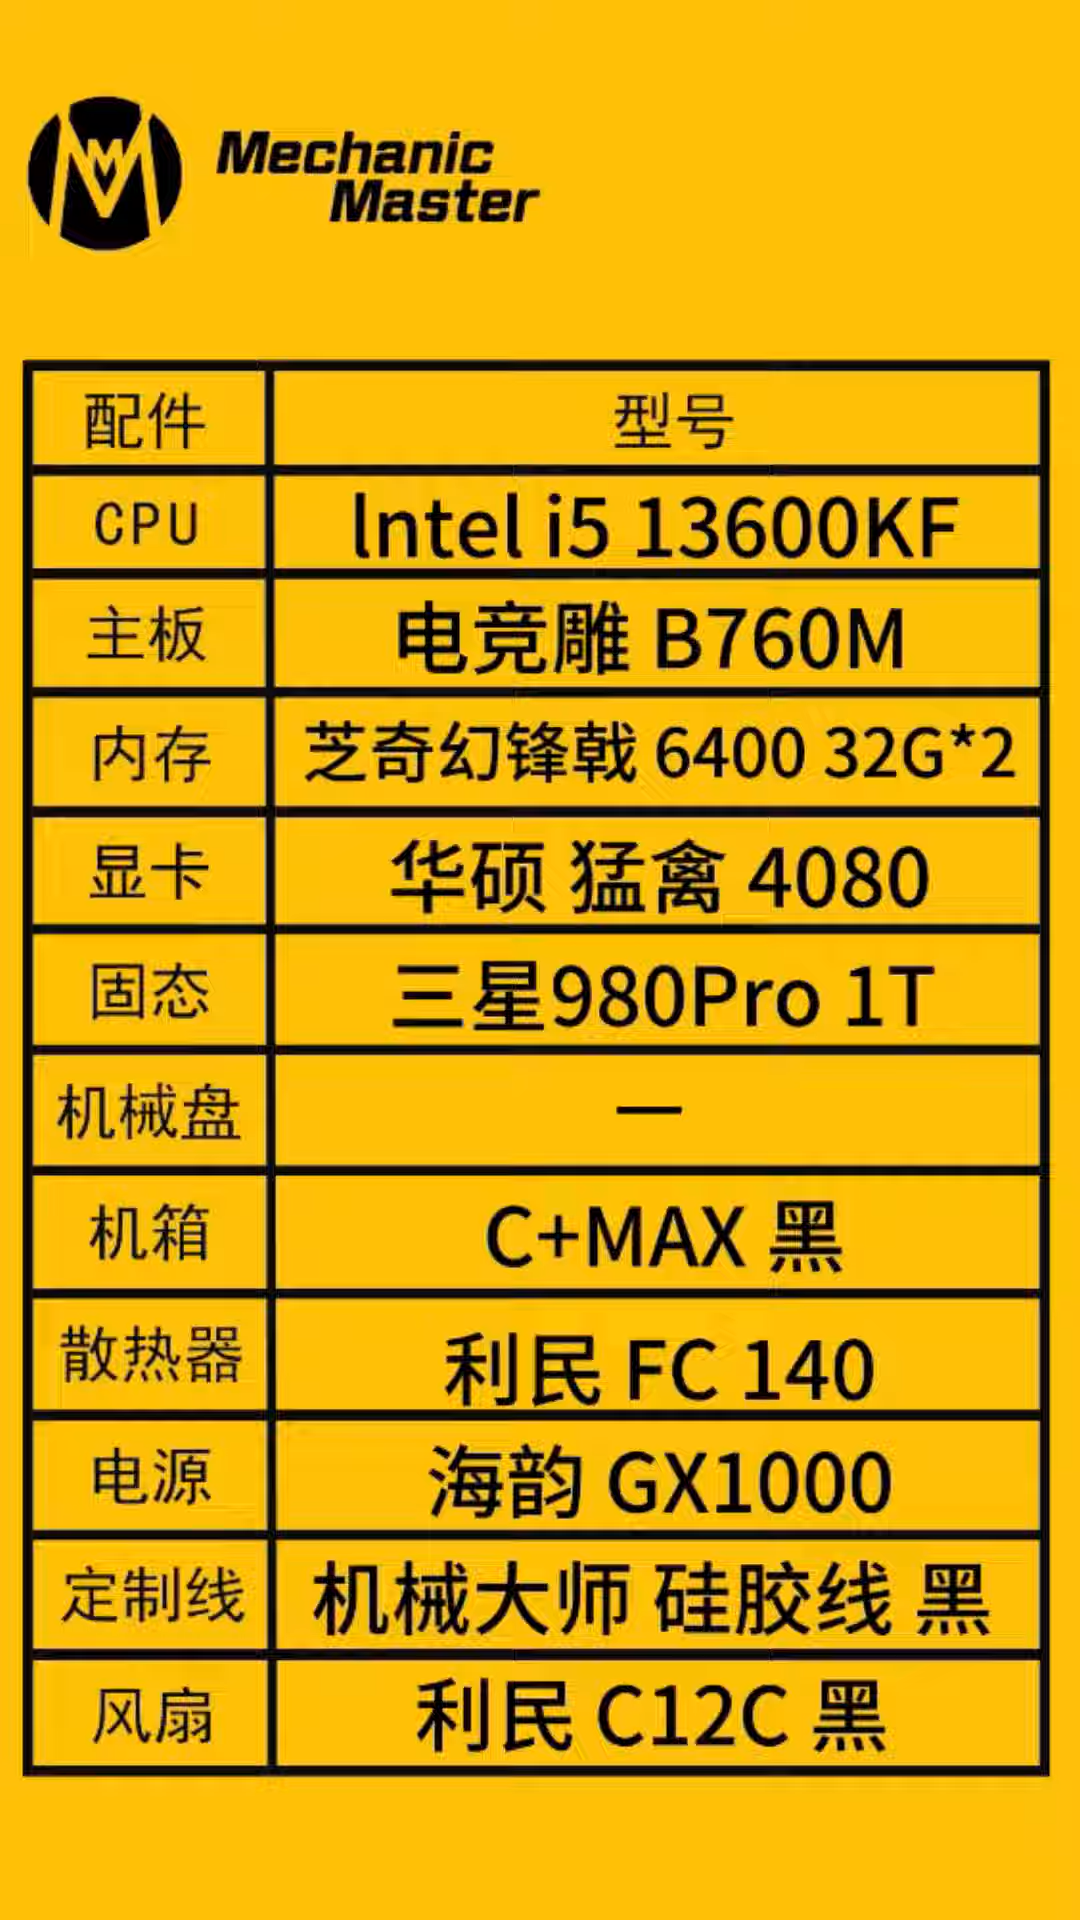 Mechanic
Master
配件 型号
CPU Intel i5 13600KF
主板 电竞雕 B760M
内存 芝奇幻锋戟 6400 32G*2
显卡 华硕 猛禽 4080
固态 三星980Pro 1T
机械盘 —
机箱 C+MAX 黑
散热器 利民 FC 140
电源 海韵 GX1000
定制线 机械大师 硅胶线 黑
风扇 利民 C12C 黑